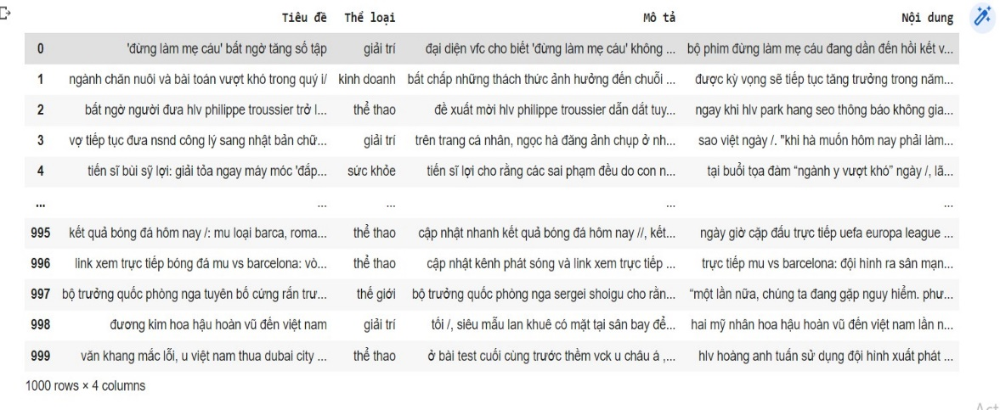 Tiêu đề Thể loại Mô tả Nội dung
0 'đừng làm mẹ cáu' bất ngờ tăng số tập giải trí đại diện vfc cho biết 'đừng làm mẹ cáu' không ... bộ phim đừng làm mẹ cáu đang dần đến hồi kết v...
1 ngành chăn nuôi và bài toán vượt khó trong quý i/ kinh doanh bất chấp những thách thức ảnh hưởng đến chuỗi ... được kỳ vọng sẽ tiếp tục tăng trưởng trong năm...
2 bất ngờ người đưa hlv philippe troussier trở l... thể thao đề xuất mời hlv philippe troussier dẫn dắt tuy... ngay khi hlv park hang seo thông báo không gia...
3 vợ tiếp tục đưa nsnd công lý sang nhật bản chữ... giải trí trên trang cá nhân, ngọc hà đăng ảnh chụp ở nh... sao việt ngày /. "khi hà muốn hôm nay phải làm...
4 tiến sĩ bùi sỹ lợi: giải tỏa ngay máy móc 'đắp... sức khỏe tiến sĩ lợi cho rằng các sai phạm đều do con n... tại buổi tọa đàm “ngành y vượt khó” ngày /, lã...
... ... ... ... ...
995 kết quả bóng đá hôm nay /: mu loại barca, roma... thể thao cập nhật nhanh kết quả bóng đá hôm nay //, kết... ngày giờ cặp đấu trực tiếp uefa europa league ...
996 link xem trực tiếp bóng đá mu vs barcelona: vò... thể thao cập nhật kênh phát sóng và link xem trực tiếp ... trực tiếp mu vs barcelona: đội hình ra sân mạn...
997 bộ trưởng quốc phòng nga tuyên bố cứng rắn trư... thế giới bộ trưởng quốc phòng nga sergei shoigu cho rằn... “một lần nữa, chúng ta đang gặp nguy hiểm. phư...
998 đương kim hoa hậu hoàn vũ đến việt nam giải trí tối /, siêu mẫu lan khuê có mặt tại sân bay để... hai mỹ nhân hoa hậu hoàn vũ đến việt nam lần n...
999 văn khang mắc lỗi, u việt nam thua dubai city ... thể thao ở bài test cuối cùng trước thềm vck u châu á ,... hlv hoàng anh tuấn sử dụng đội hình xuất phát ...
1000 rows × 4 columns